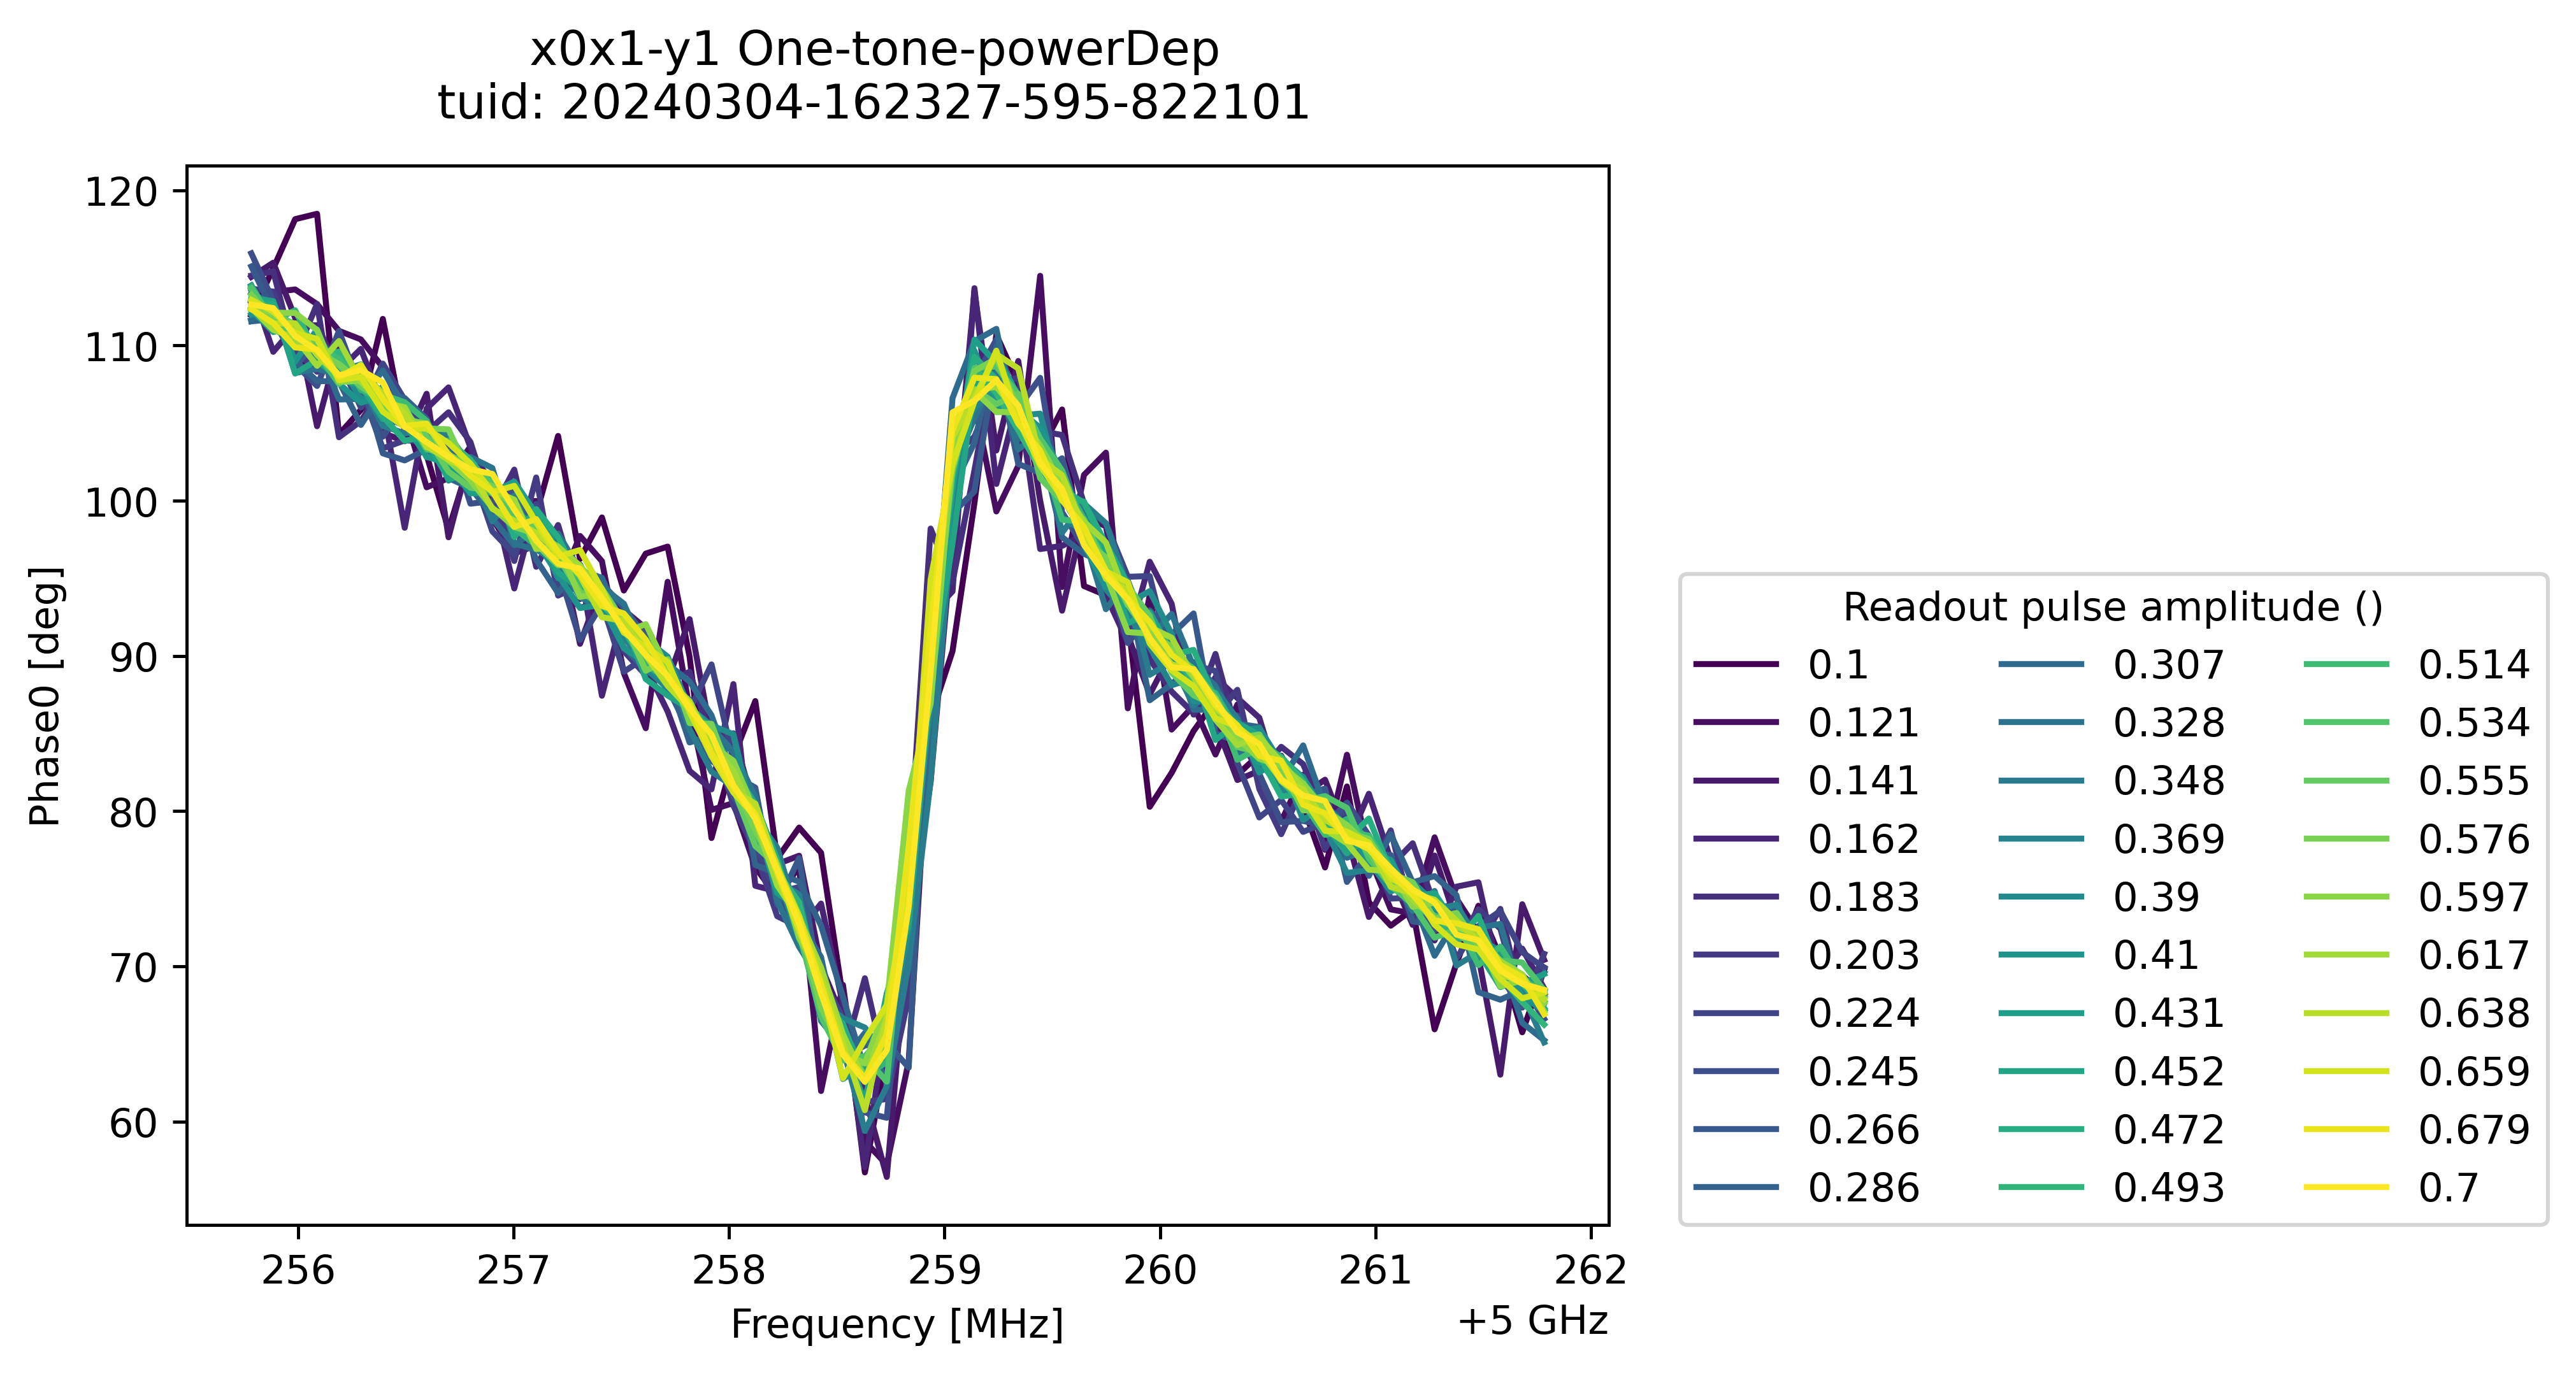 x0x1-y1 One-tone-powerDep
tuid: 20240304-162327-595-822101
120
110
100
90
80
70
60
Phase0 [deg]
256 257 258 259 260 261 262
Frequency [MHz]
+5 GHz
Readout pulse amplitude ()
0.1 0.307 0.514
0.121 0.328 0.534
0.141 0.348 0.555
0.162 0.369 0.576
0.183 0.39 0.597
0.203 0.41 0.617
0.224 0.431 0.638
0.245 0.452 0.659
0.266 0.472 0.679
0.286 0.493 0.7